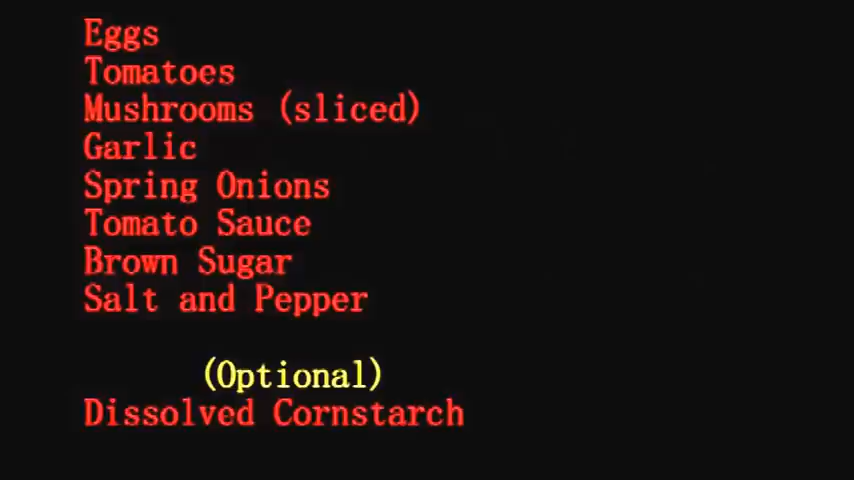 Eggs
Tomatoes
Mushrooms (sliced)
Garlic
Spring Onions
Tomato Sauce
Brown Sugar
Salt and Pepper
(Optional)
Dissolved Cornstarch